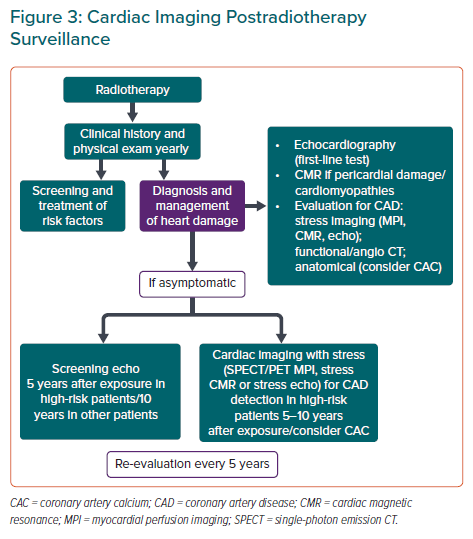 Figure 3: Cardiac Imaging Postradiotherapy
Surveillance
Radiotherapy
Clinical history and
physical exam yearly
Screening and
treatment of
risk factors
Diagnosis and
management
of heart damage
• Echocardiography
(first-line test)
• CMR if pericardial damage/
cardiomyopathies
• Evaluation for CAD:
stress imaging (MPI,
CMR, echo);
functional/angio CT;
anatomical (consider CAC)
If asymptomatic
Screening echo
5 years after exposure in
high-risk patients/10
years in other patients
Cardiac imaging with stress
(SPECT/PET MPI, stress
CMR or stress echo) for CAD
detection in high-risk
patients 5–10 years
after exposure/consider CAC
Re-evaluation every 5 years
CAC = coronary artery calcium; CAD = coronary artery disease; CMR = cardiac magnetic
resonance; MPI = myocardial perfusion imaging; SPECT = single-photon emission CT.